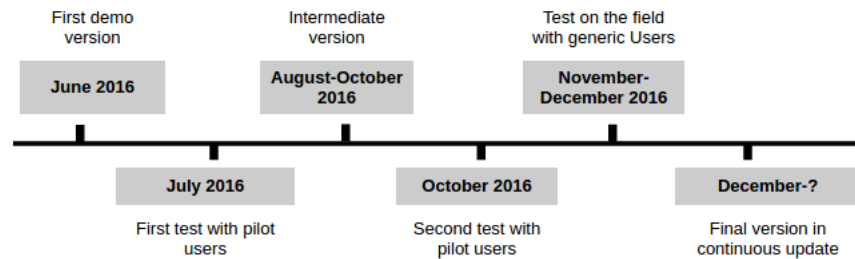 First demo
version
June 2016
Intermediate
version
August-October
2016
Test on the field
with generic Users
November-
December 2016
July 2016
First test with pilot
users
October 2016
Second test with
pilot users
December-?
Final version in
continuous update